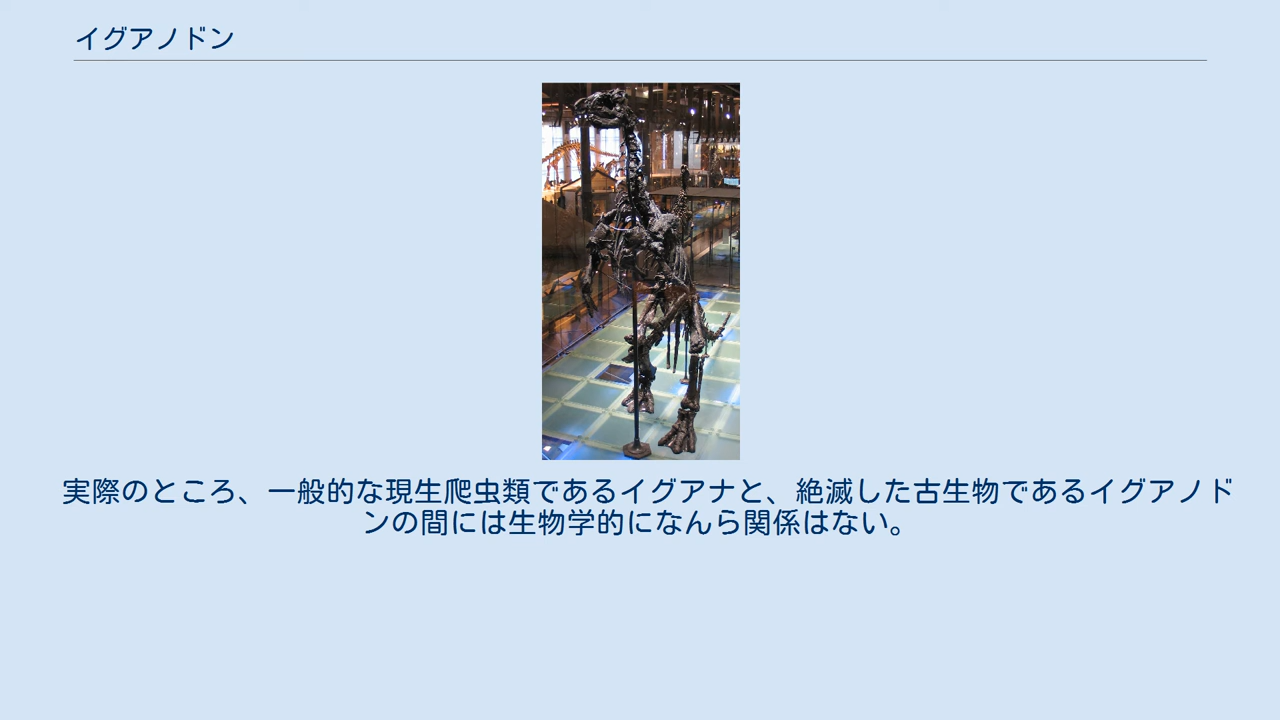 イグアノドン
実際のところ、一般的な現生爬虫類であるイグアナと、絶滅した古生物であるイグアノド
ンの間には生物学的になんら関係はない。